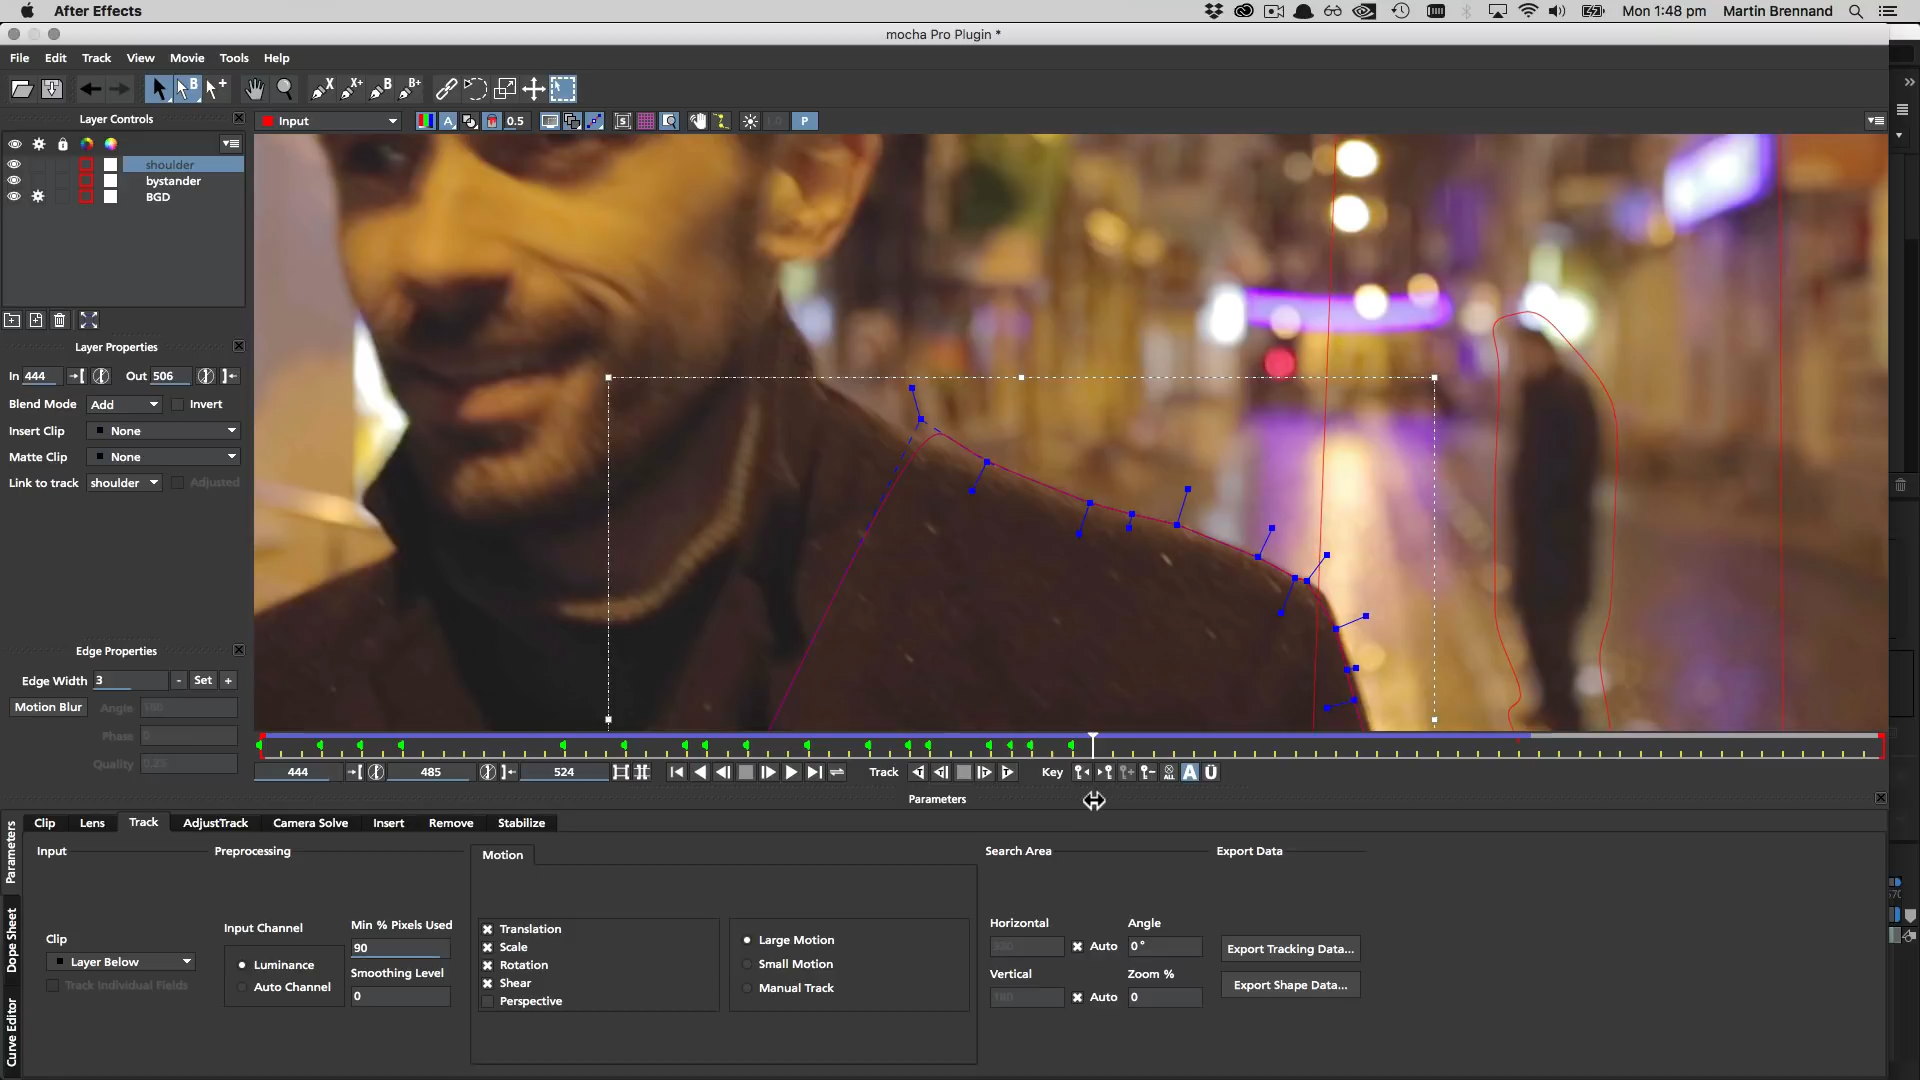 After Effects
Mon 1:48 pm
Martin Brennand
mocha Pro Plugin *
File
Edit
Track
View
Movie
Tools
Help
Layer Controls
Input
A
0.5
1.0
P
shoulder
bystander
BGD
Layer Properties
In 444
Out 506
Blend Mode
Add
Invert
Insert Clip
None
Matte Clip
None
Link to track
shoulder
Adjusted
Edge Properties
Edge Width
3
-
Set
+
Motion Blur
Angle
180
Phase
0
Quality
0.25
444
485
524
Track
Key
A
Parameters
Clip
Lens
Track
AdjustTrack
Camera Solve
Insert
Remove
Stabilize
Parameters
Dope Sheet
Curve Editor
Input
Preprocessing
Motion
Search Area
Export Data
Clip
Layer Below
Track Individual Fields
Input Channel
Luminance
Auto Channel
Min % Pixels Used
90
Smoothing Level
0
Translation
Scale
Rotation
Shear
Perspective
Large Motion
Small Motion
Manual Track
Horizontal
Auto
Angle
0°
Vertical
Auto
Zoom %
0
Export Tracking Data...
Export Shape Data...